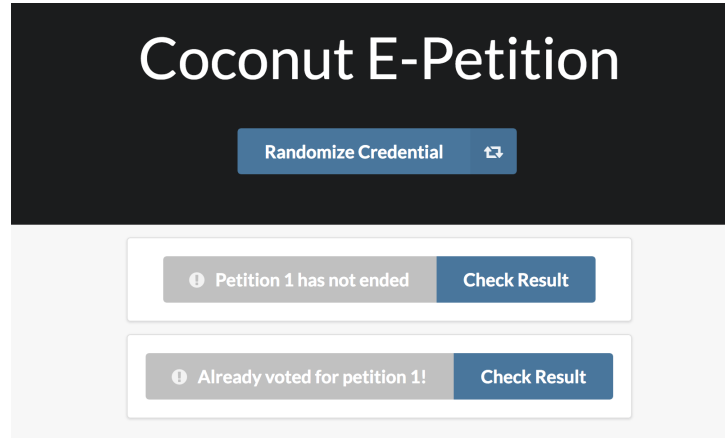 Coconut E-Petition
Randomize Credential
Petition 1 has not ended Check Result
Already voted for petition 1! Check Result